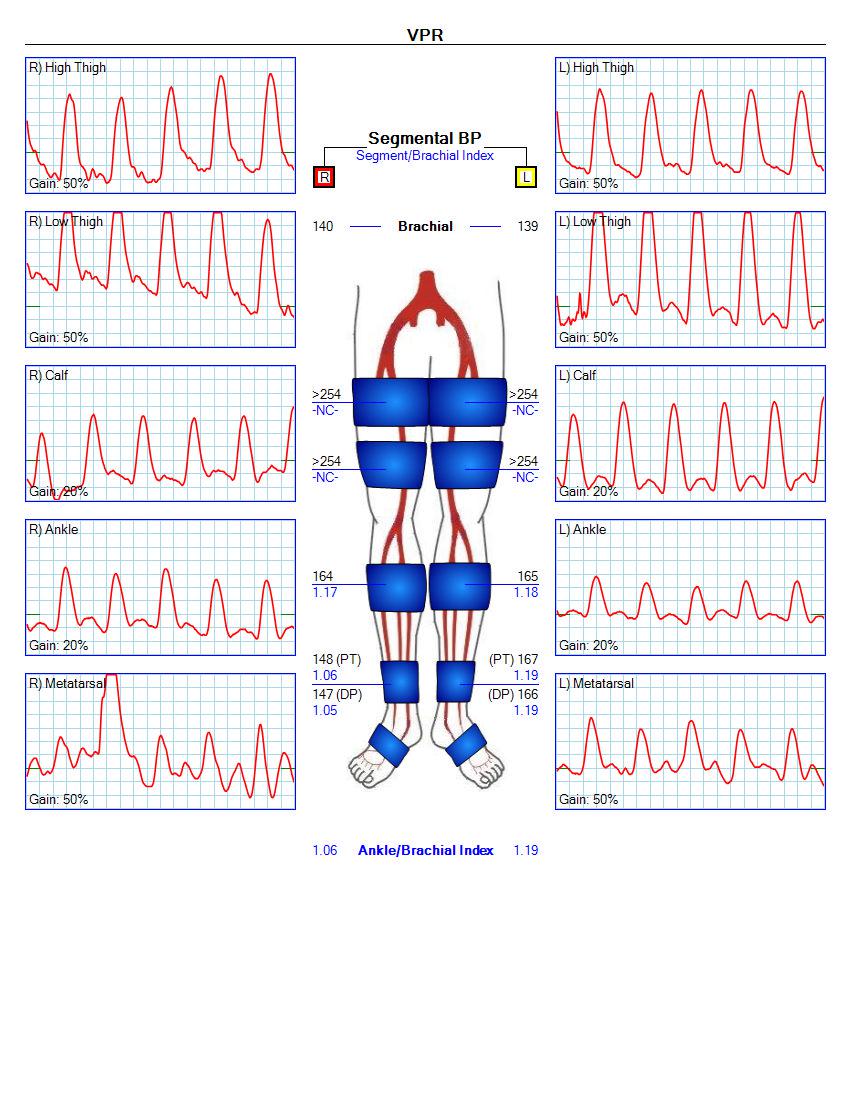 VPR
R) High Thigh
Gain: 50%
L) High Thigh
Gain: 50%
Segmental BP
Segment/Brachial Index
R
L
140 Brachial 139
R) Low Thigh
Gain: 50%
L) Low Thigh
Gain: 50%
R) Calf
Gain: 20%
L) Calf
Gain: 20%
>254 >254
-NC- -NC-
>254 >254
-NC- -NC-
R) Ankle
Gain: 20%
L) Ankle
Gain: 20%
164 165
1.17 1.18
148 (PT) (PT) 167
1.06 1.19
147 (DP) (DP) 166
1.05 1.19
R) Metatarsal
Gain: 50%
L) Metatarsal
Gain: 50%
1.06 Ankle/Brachial Index 1.19